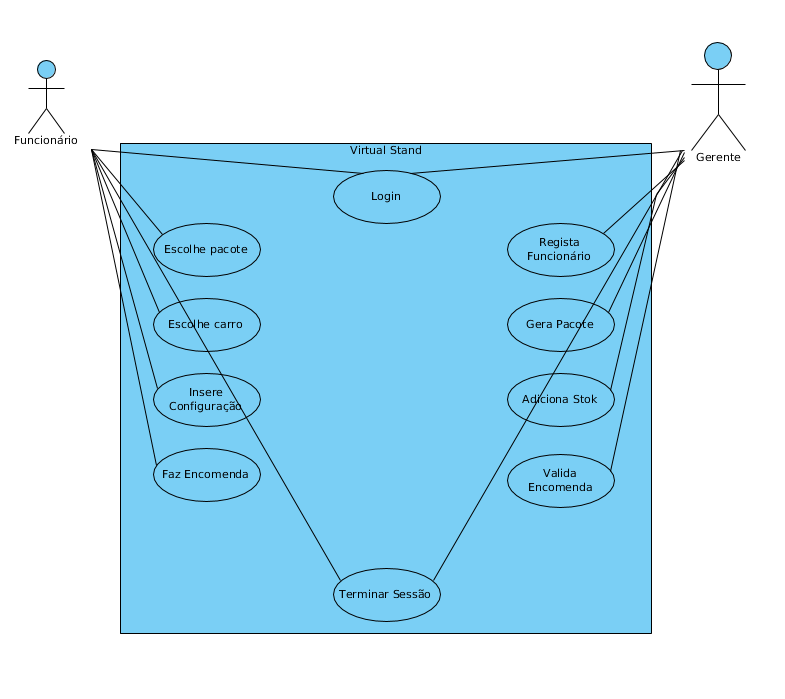 Funcionário
Gerente
Virtual Stand
Login
Escolhe pacote
Regista
Funcionário
Escolhe carro
Gera Pacote
Insere
Configuração
Adiciona Stok
Faz Encomenda
Valida
Encomenda
Terminar Sessão